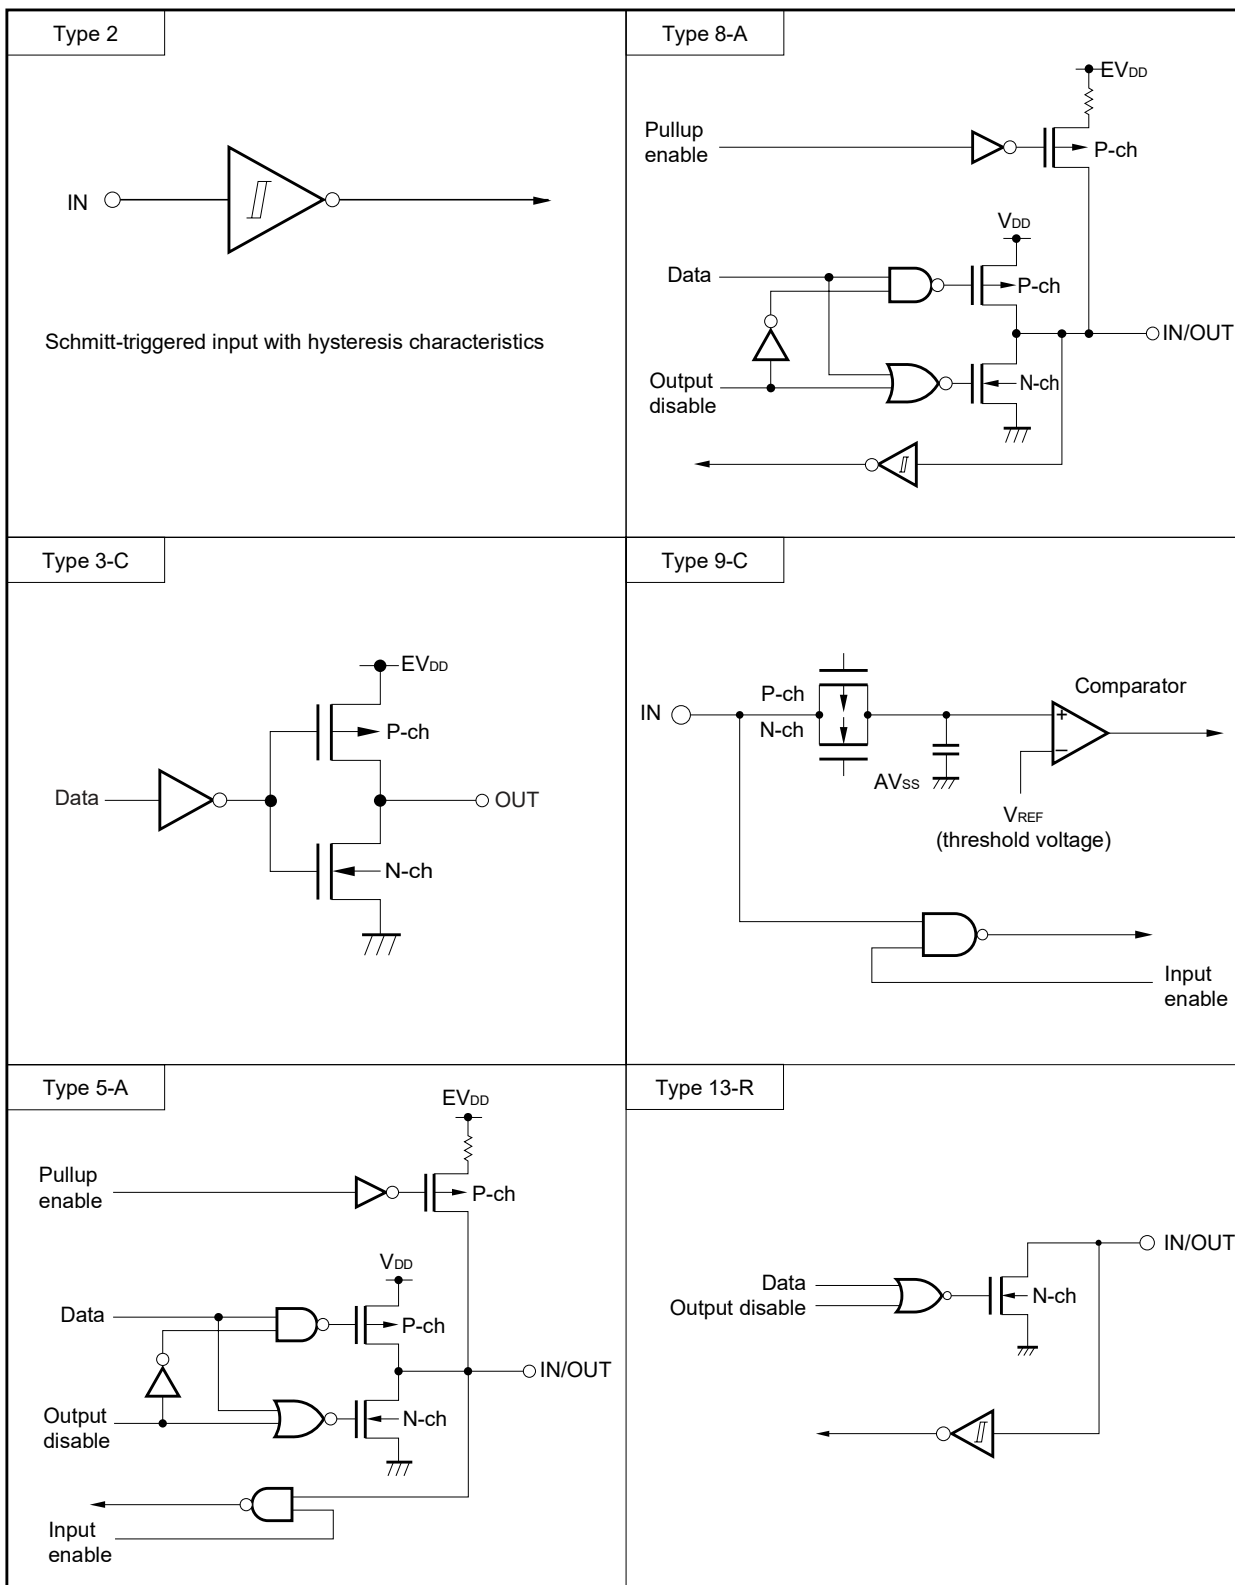 Type 2
IN
Schmitt-triggered input with hysteresis characteristics
Type 8-A
EVDD
Pullup
enable
P-ch
VDD
Data
P-ch
IN/OUT
Output
disable
N-ch
Type 3-C
EVDD
P-ch
Data
OUT
N-ch
Type 9-C
P-ch
Comparator
IN
N-ch
+
−
AVSS
VREF
(threshold voltage)
Input
enable
Type 5-A
EVDD
Pullup
enable
P-ch
VDD
Data
P-ch
IN/OUT
Output
disable
N-ch
Input
enable
Type 13-R
IN/OUT
Data
Output disable
N-ch